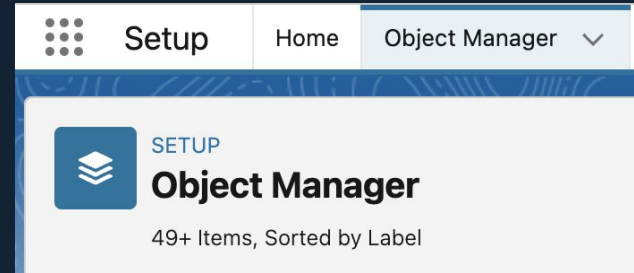 Setup Home Object Manager
SETUP
Object Manager
49+ Items, Sorted by Label